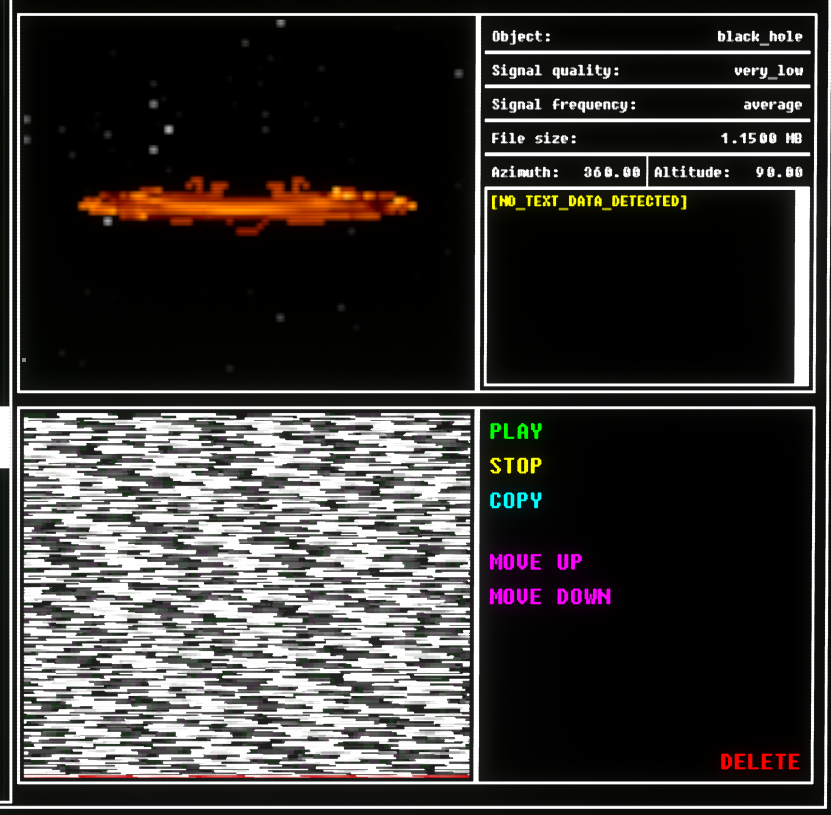 Object: black_hole
Signal quality: very_low
Signal frequency: average
File size: 1.1500 MB
Azimuth: 360.00 Altitude: 90.00
[NO_TEXT_DATA_DETECTED]
PLAY
STOP
COPY
MOVE UP
MOVE DOWN
DELETE